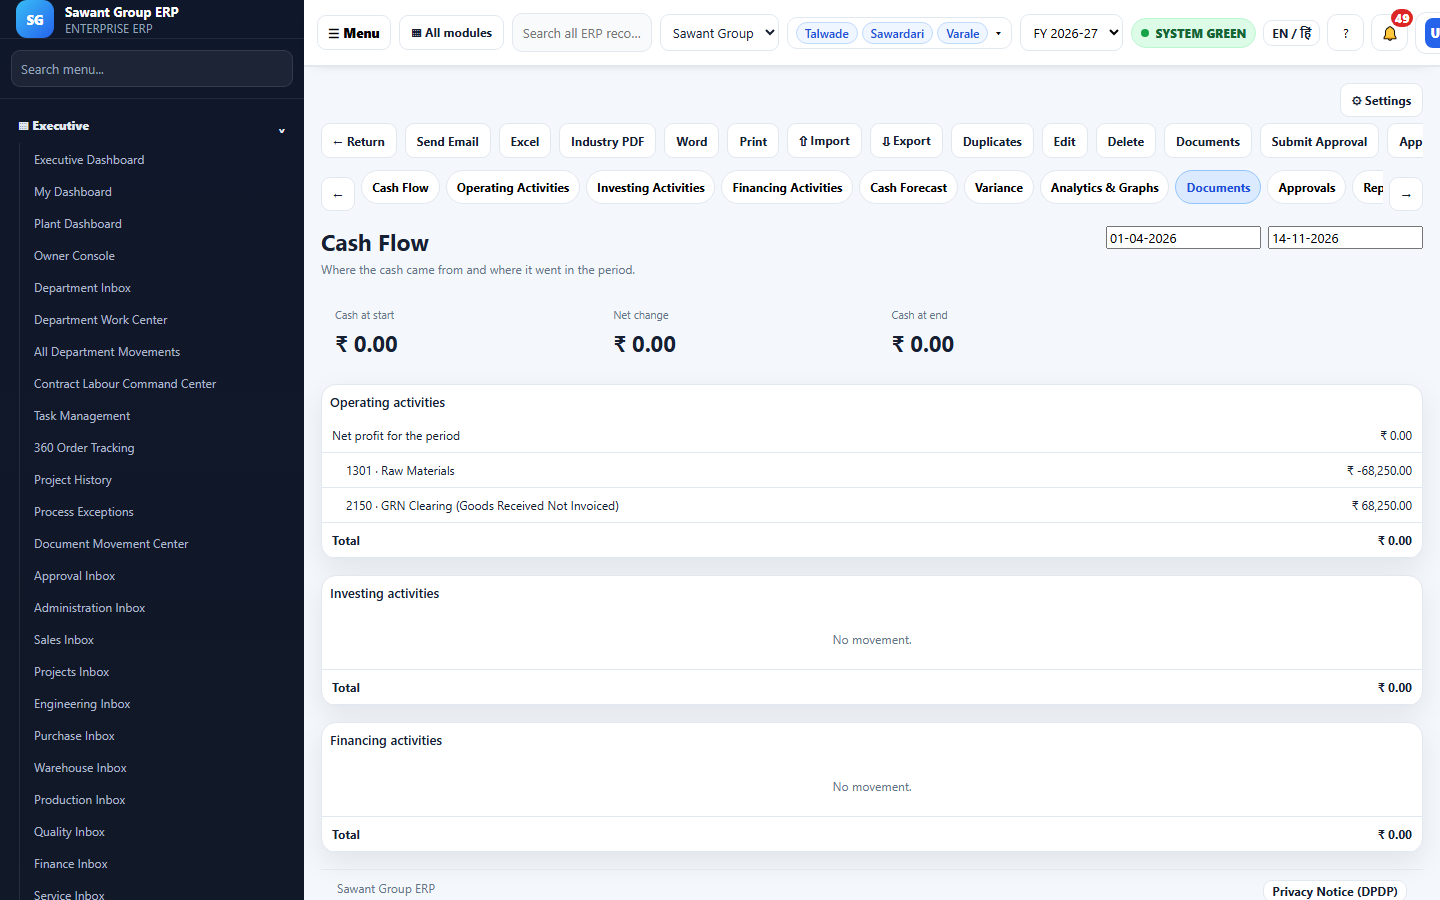 SG
Sawant Group ERP
ENTERPRISE ERP
☰ Menu
All modules
Search all ERP reco...
Sawant Group
Talwade
Sawardari
Varale
FY 2026-27
SYSTEM GREEN
EN / हिं
?
49
U
Search menu...
Executive
Executive Dashboard
My Dashboard
Plant Dashboard
Owner Console
Department Inbox
Department Work Center
All Department Movements
Contract Labour Command Center
Task Management
360 Order Tracking
Project History
Process Exceptions
Document Movement Center
Approval Inbox
Administration Inbox
Sales Inbox
Projects Inbox
Engineering Inbox
Purchase Inbox
Warehouse Inbox
Production Inbox
Quality Inbox
Finance Inbox
Service Inbox
⚙ Settings
← Return
Send Email
Excel
Industry PDF
Word
Print
⇧ Import
⇩ Export
Duplicates
Edit
Delete
Documents
Submit Approval
App
←
Cash Flow
Operating Activities
Investing Activities
Financing Activities
Cash Forecast
Variance
Analytics & Graphs
Documents
Approvals
Rep
→
Cash Flow
01-04-2026
14-11-2026
Where the cash came from and where it went in the period.
Cash at start
₹ 0.00
Net change
₹ 0.00
Cash at end
₹ 0.00
Operating activities
Net profit for the period ₹ 0.00
1301 · Raw Materials ₹ -68,250.00
2150 · GRN Clearing (Goods Received Not Invoiced) ₹ 68,250.00
Total ₹ 0.00
Investing activities
No movement.
Total ₹ 0.00
Financing activities
No movement.
Total ₹ 0.00
Sawant Group ERP
Privacy Notice (DPDP)